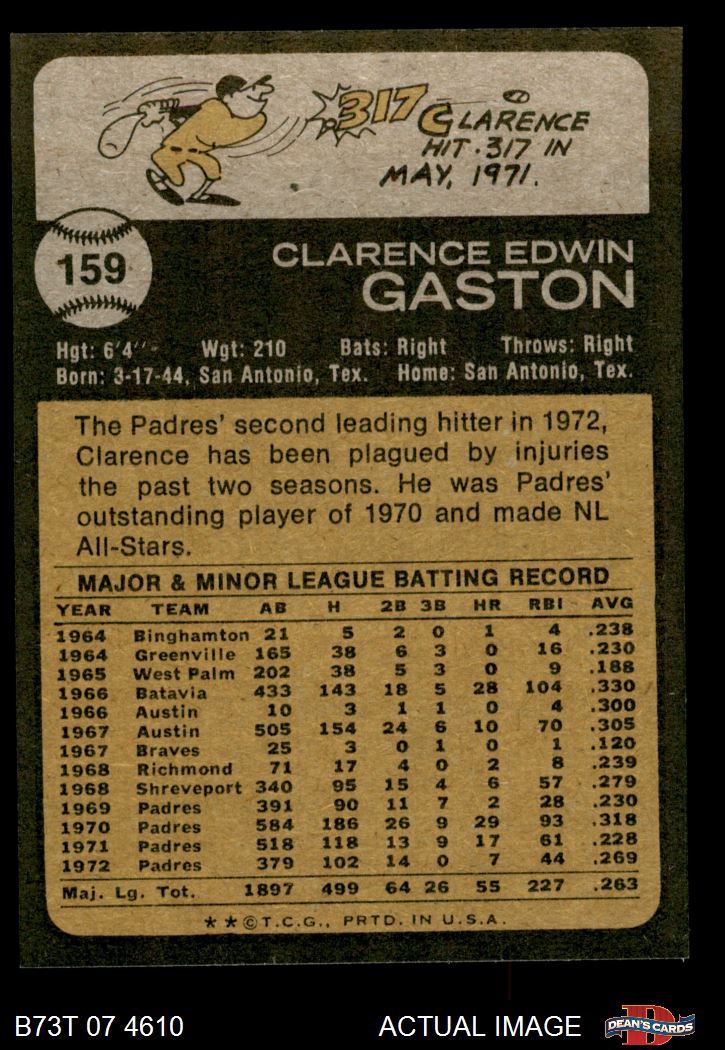 .317 CLARENCE
HIT .317 IN
MAY, 1971.
159
CLARENCE EDWIN
GASTON
Hgt: 6'4" Wgt: 210 Bats: Right Throws: Right
Born: 3-17-44, San Antonio, Tex. Home: San Antonio, Tex.
The Padres' second leading hitter in 1972,
Clarence has been plagued by injuries
the past two seasons. He was Padres'
outstanding player of 1970 and made NL
All-Stars.
MAJOR & MINOR LEAGUE BATTING RECORD
YEAR TEAM AB H 2B 3B HR RBI AVG
1964 Binghamton 21 5 2 0 1 4 .238
1964 Greenville 165 38 6 3 0 16 .230
1965 West Palm 202 38 5 3 0 9 .188
1966 Batavia 433 143 18 5 28 104 .330
1966 Austin 10 3 1 1 0 4 .300
1967 Austin 505 154 24 6 10 70 .305
1967 Braves 25 3 0 1 0 1 .120
1968 Richmond 71 17 4 0 2 8 .239
1968 Shreveport 340 95 15 4 6 57 .279
1969 Padres 391 90 11 7 2 28 .230
1970 Padres 584 186 26 9 29 93 .318
1971 Padres 518 118 13 9 17 61 .228
1972 Padres 379 102 14 0 7 44 .269
Maj. Lg. Tot. 1897 499 64 26 55 227 .263
**©T.C.G., PRTD. IN U.S.A.
B73T 07 4610 ACTUAL IMAGE D DEAN'S CARDS